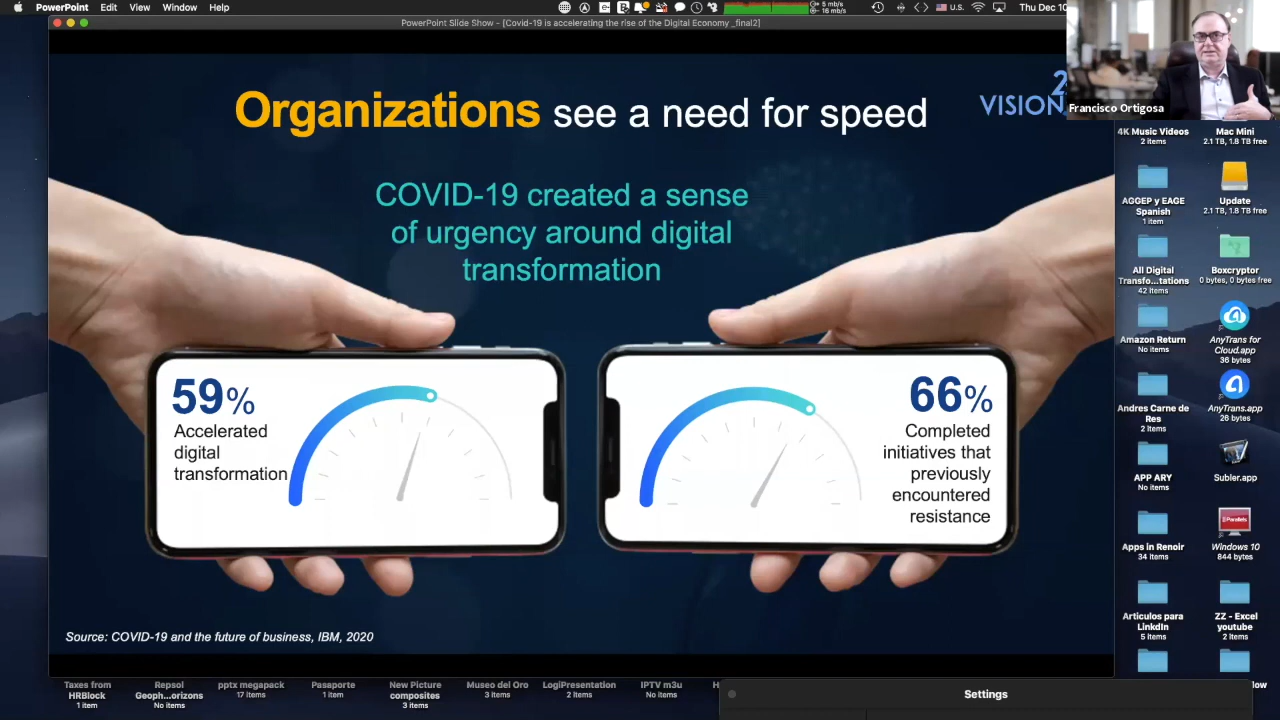 PowerPoint Edit View Window Help
5 mb/s
16 mb/s
U.S.
Thu Dec 10
PowerPoint Slide Show - [Covid-19 is accelerating the rise of the Digital Economy _final2]
Organizations see a need for speed
2
VISION
Francisco Ortigosa
COVID-19 created a sense
of urgency around digital
transformation
59%
Accelerated
digital
transformation
66%
Completed
initiatives that
previously
encountered
resistance
Source: COVID-19 and the future of business, IBM, 2020
4K Music Videos
2 items
Mac Mini
2.1 TB, 1.8 TB free
AGGEP y EAGE
Spanish
1 item
Update
2.1 TB, 1.8 TB free
All Digital
Transfo...tations
42 items
Boxcryptor
0 bytes, 0 bytes free
Amazon Return
No items
AnyTrans for
Cloud.app
36 bytes
Andres Carne de
Res
2 items
AnyTrans.app
26 bytes
APP ARY
No items
Subler.app
Parallels
Apps in Renoir
34 items
Windows 10
844 bytes
Articulos para
LinkdIn
5 items
ZZ - Excel
youtube
2 items
Taxes from
HRBlock
1 item
Repsol
Geoph...orizons
No items
pptx megapack
17 items
Pasaporte
1 item
New Picture
composites
3 items
Museo del Oro
3 items
LogiPresentation
2 items
IPTV m3u
No items
H
Settings